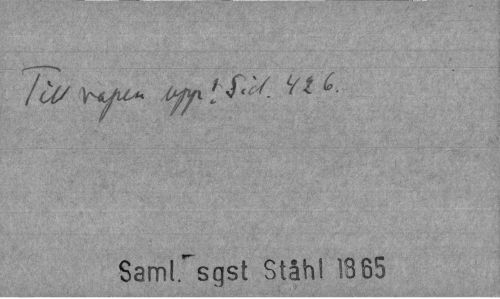 Till vapen upp! Sid. 426.
Saml. sgst Ståhl 1865